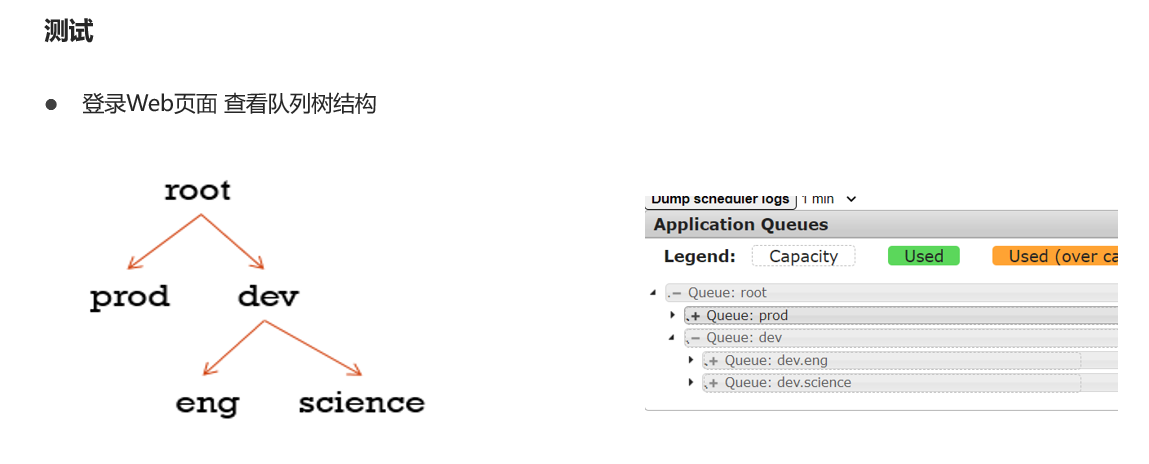 测试
● 登录Web页面 查看队列树结构
root
prod dev
eng science
Dump scheduler logs 1 min
Application Queues
Legend: Capacity Used Used (over ca
Queue: root
Queue: prod
Queue: dev
Queue: dev.eng
Queue: dev.science